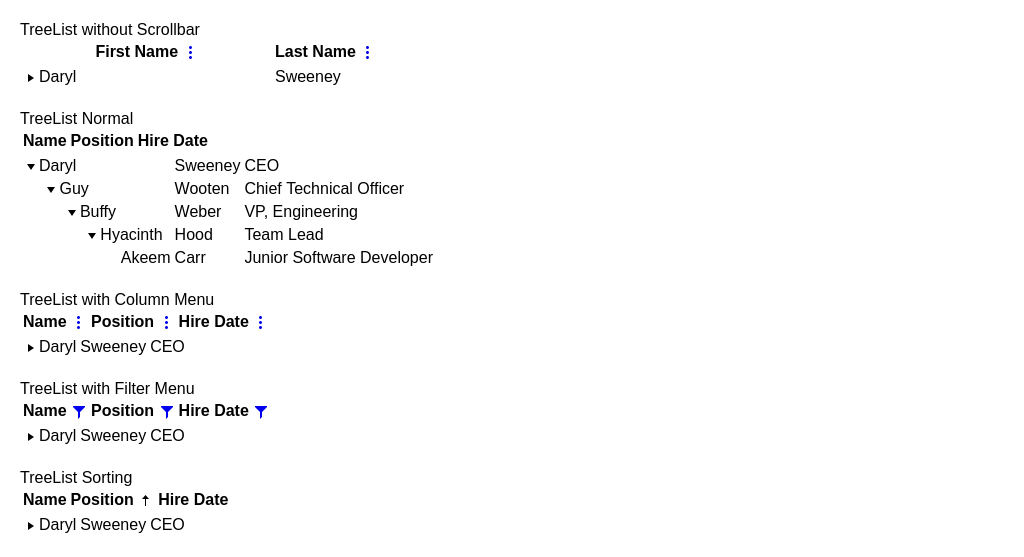 TreeList without Scrollbar
First Name Last Name
Daryl Sweeney
TreeList Normal
Name Position Hire Date
Daryl Sweeney CEO
Guy Wooten Chief Technical Officer
Buffy Weber VP, Engineering
Hyacinth Hood Team Lead
Akeem Carr Junior Software Developer
TreeList with Column Menu
Name Position Hire Date
Daryl Sweeney CEO
TreeList with Filter Menu
Name Position Hire Date
Daryl Sweeney CEO
TreeList Sorting
Name Position Hire Date
Daryl Sweeney CEO